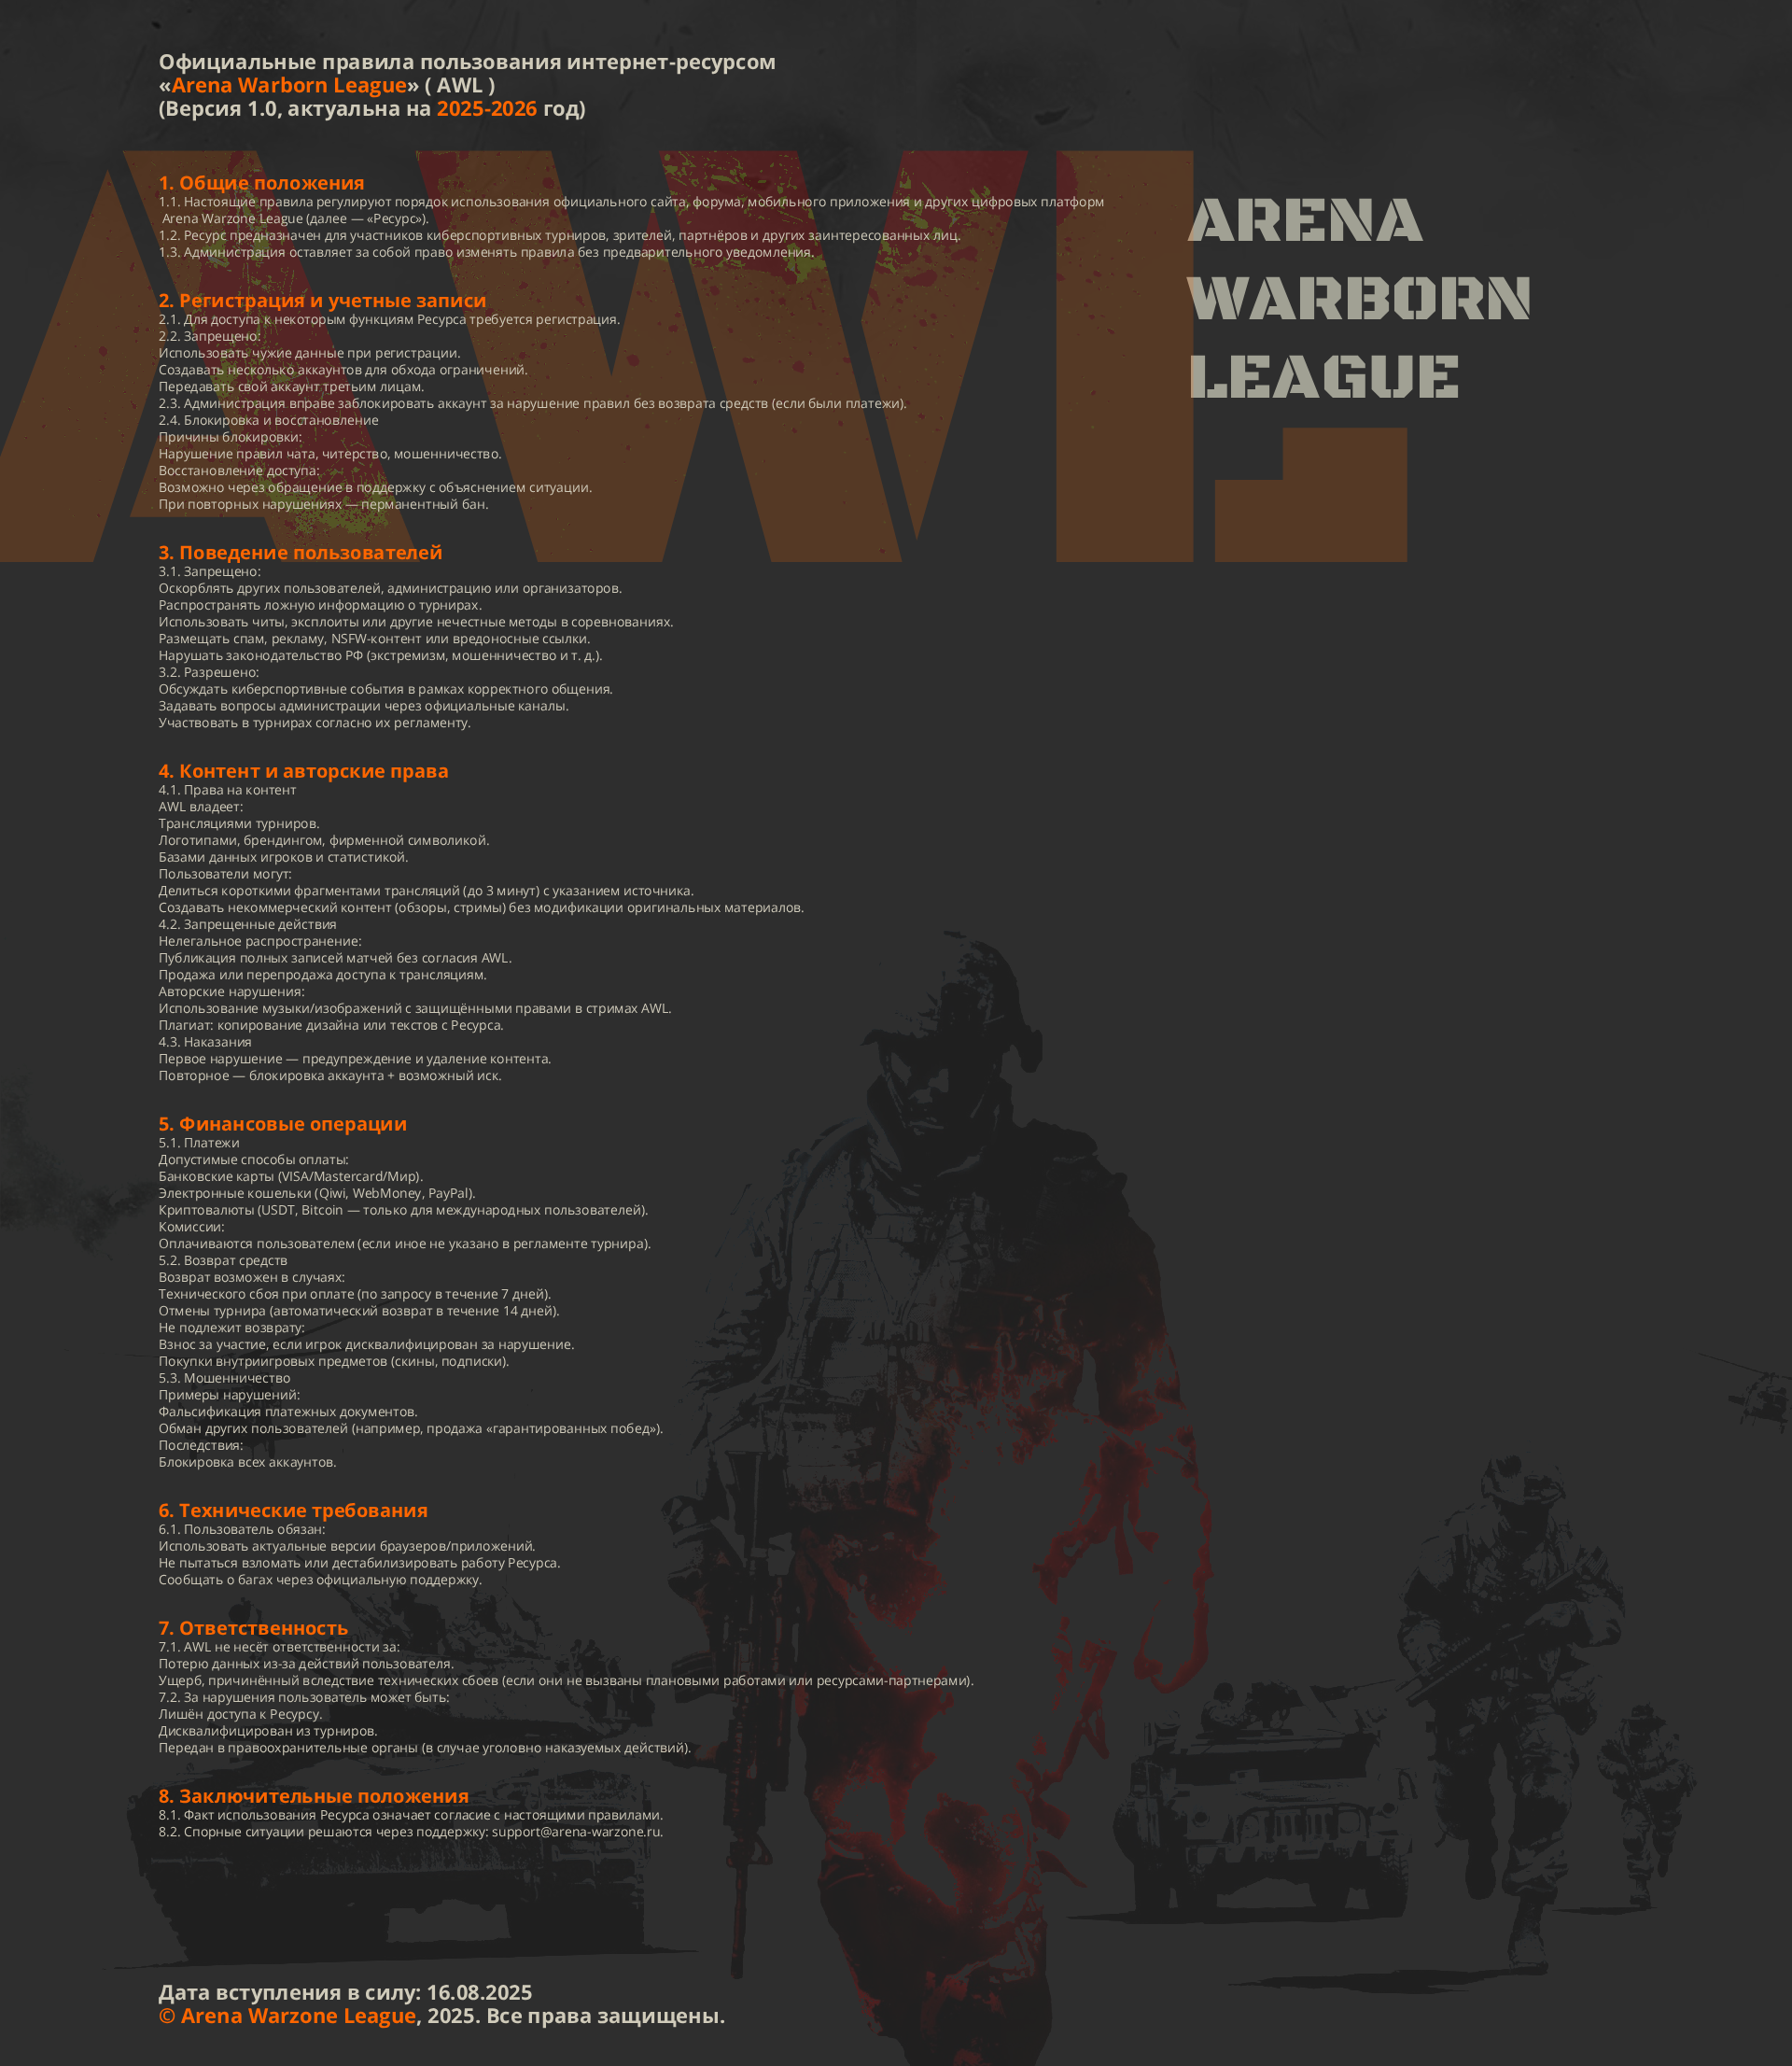 Официальные правила пользования интернет-ресурсом
«Arena Warborn League» ( AWL )
(Версия 1.0, актуальна на 2025-2026 год)
AWL
ARENA
WARBORN
LEAGUE
1. Общие положения
1.1. Настоящие правила регулируют порядок использования официального сайта, форума, мобильного приложения и других цифровых платформ
Arena Warzone League (далее — «Ресурс»).
1.2. Ресурс предназначен для участников киберспортивных турниров, зрителей, партнёров и других заинтересованных лиц.
1.3. Администрация оставляет за собой право изменять правила без предварительного уведомления.
2. Регистрация и учетные записи
2.1. Для доступа к некоторым функциям Ресурса требуется регистрация.
2.2. Запрещено:
Использовать чужие данные при регистрации.
Создавать несколько аккаунтов для обхода ограничений.
Передавать свой аккаунт третьим лицам.
2.3. Администрация вправе заблокировать аккаунт за нарушение правил без возврата средств (если были платежи).
2.4. Блокировка и восстановление
Причины блокировки:
Нарушение правил чата, читерство, мошенничество.
Восстановление доступа:
Возможно через обращение в поддержку с объяснением ситуации.
При повторных нарушениях — перманентный бан.
3. Поведение пользователей
3.1. Запрещено:
Оскорблять других пользователей, администрацию или организаторов.
Распространять ложную информацию о турнирах.
Использовать читы, эксплоиты или другие нечестные методы в соревнованиях.
Размещать спам, рекламу, NSFW-контент или вредоносные ссылки.
Нарушать законодательство РФ (экстремизм, мошенничество и т. д.).
3.2. Разрешено:
Обсуждать киберспортивные события в рамках корректного общения.
Задавать вопросы администрации через официальные каналы.
Участвовать в турнирах согласно их регламенту.
4. Контент и авторские права
4.1. Права на контент
AWL владеет:
Трансляциями турниров.
Логотипами, брендингом, фирменной символикой.
Базами данных игроков и статистикой.
Пользователи могут:
Делиться короткими фрагментами трансляций (до 3 минут) с указанием источника.
Создавать некоммерческий контент (обзоры, стримы) без модификации оригинальных материалов.
4.2. Запрещенные действия
Нелегальное распространение:
Публикация полных записей матчей без согласия AWL.
Продажа или перепродажа доступа к трансляциям.
Авторские нарушения:
Использование музыки/изображений с защищёнными правами в стримах AWL.
Плагиат: копирование дизайна или текстов с Ресурса.
4.3. Наказания
Первое нарушение — предупреждение и удаление контента.
Повторное — блокировка аккаунта + возможный иск.
5. Финансовые операции
5.1. Платежи
Допустимые способы оплаты:
Банковские карты (VISA/Mastercard/Мир).
Электронные кошельки (Qiwi, WebMoney, PayPal).
Криптовалюты (USDT, Bitcoin — только для международных пользователей).
Комиссии:
Оплачиваются пользователем (если иное не указано в регламенте турнира).
5.2. Возврат средств
Возврат возможен в случаях:
Технического сбоя при оплате (по запросу в течение 7 дней).
Отмены турнира (автоматический возврат в течение 14 дней).
Не подлежит возврату:
Взнос за участие, если игрок дисквалифицирован за нарушение.
Покупки внутриигровых предметов (скины, подписки).
5.3. Мошенничество
Примеры нарушений:
Фальсификация платежных документов.
Обман других пользователей (например, продажа «гарантированных побед»).
Последствия:
Блокировка всех аккаунтов.
6. Технические требования
6.1. Пользователь обязан:
Использовать актуальные версии браузеров/приложений.
Не пытаться взломать или дестабилизировать работу Ресурса.
Сообщать о багах через официальную поддержку.
7. Ответственность
7.1. AWL не несёт ответственности за:
Потерю данных из-за действий пользователя.
Ущерб, причинённый вследствие технических сбоев (если они не вызваны плановыми работами или ресурсами-партнерами).
7.2. За нарушения пользователь может быть:
Лишён доступа к Ресурсу.
Дисквалифицирован из турниров.
Передан в правоохранительные органы (в случае уголовно наказуемых действий).
8. Заключительные положения
8.1. Факт использования Ресурса означает согласие с настоящими правилами.
8.2. Спорные ситуации решаются через поддержку: support@arena-warzone.ru.
Дата вступления в силу: 16.08.2025
© Arena Warzone League, 2025. Все права защищены.